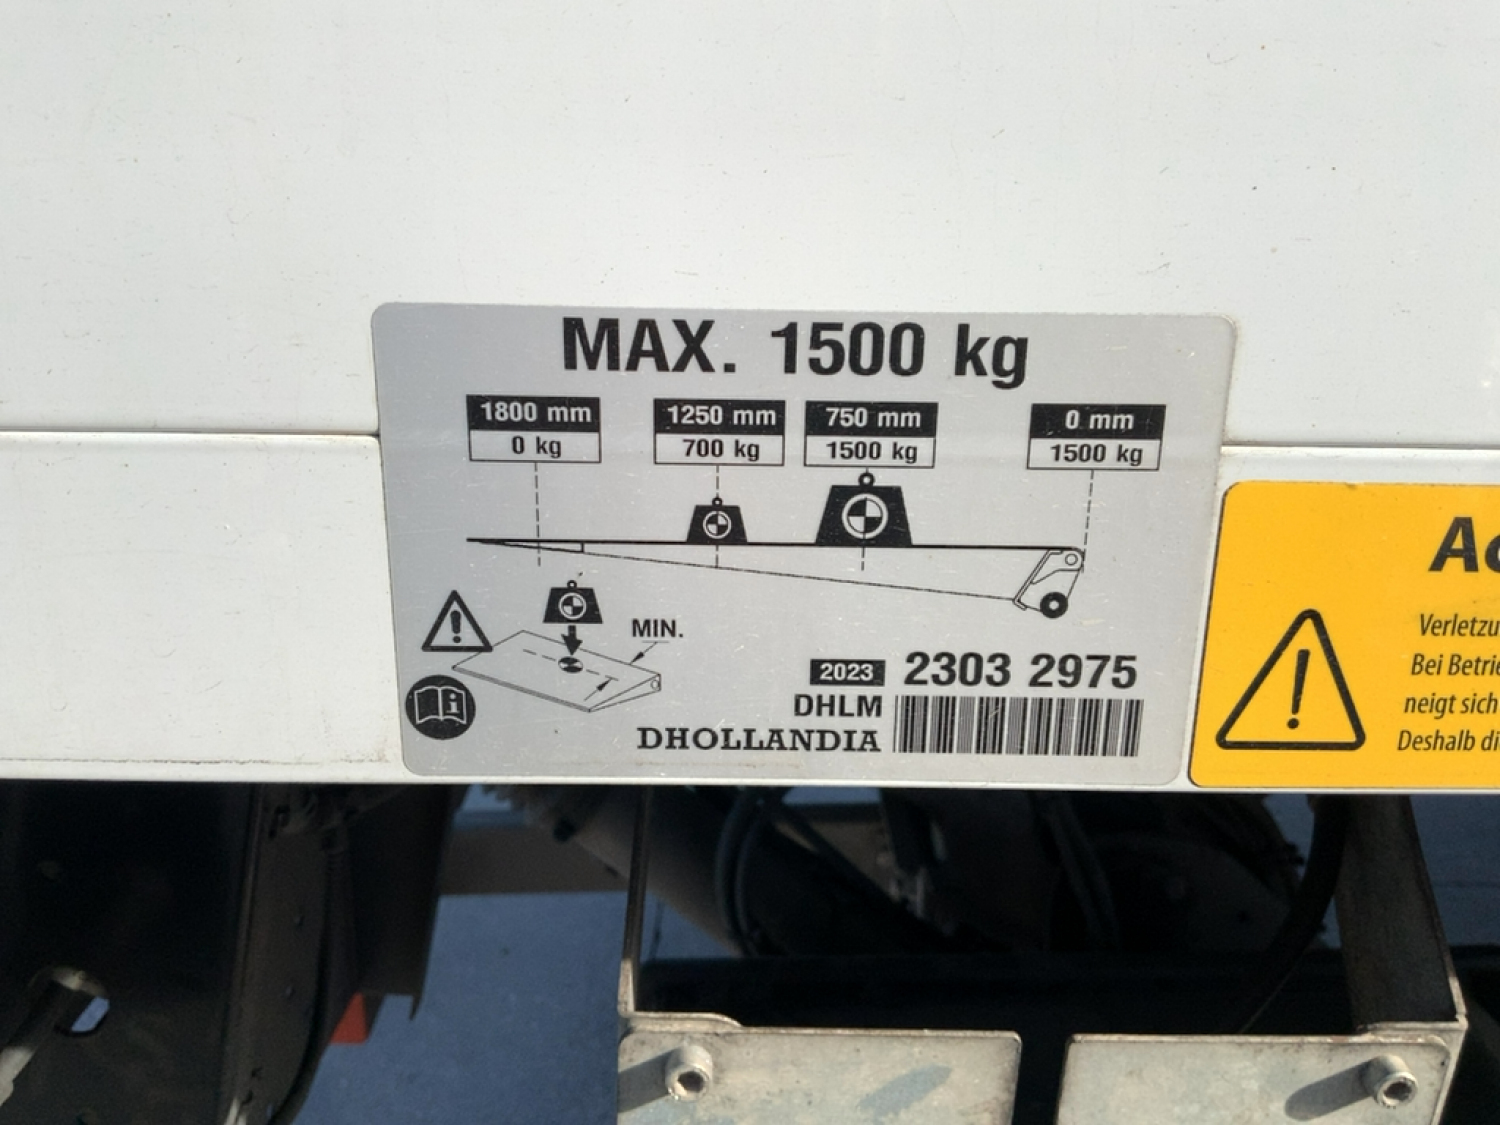 MAX. 1500 kg
1800 mm
0 kg
1250 mm
700 kg
750 mm
1500 kg
0 mm
1500 kg
MIN.
2023 2303 2975
DHLM
DHOLLANDIA
Ac
Verletzu
Bei Betrie
neigt sich
Deshalb di